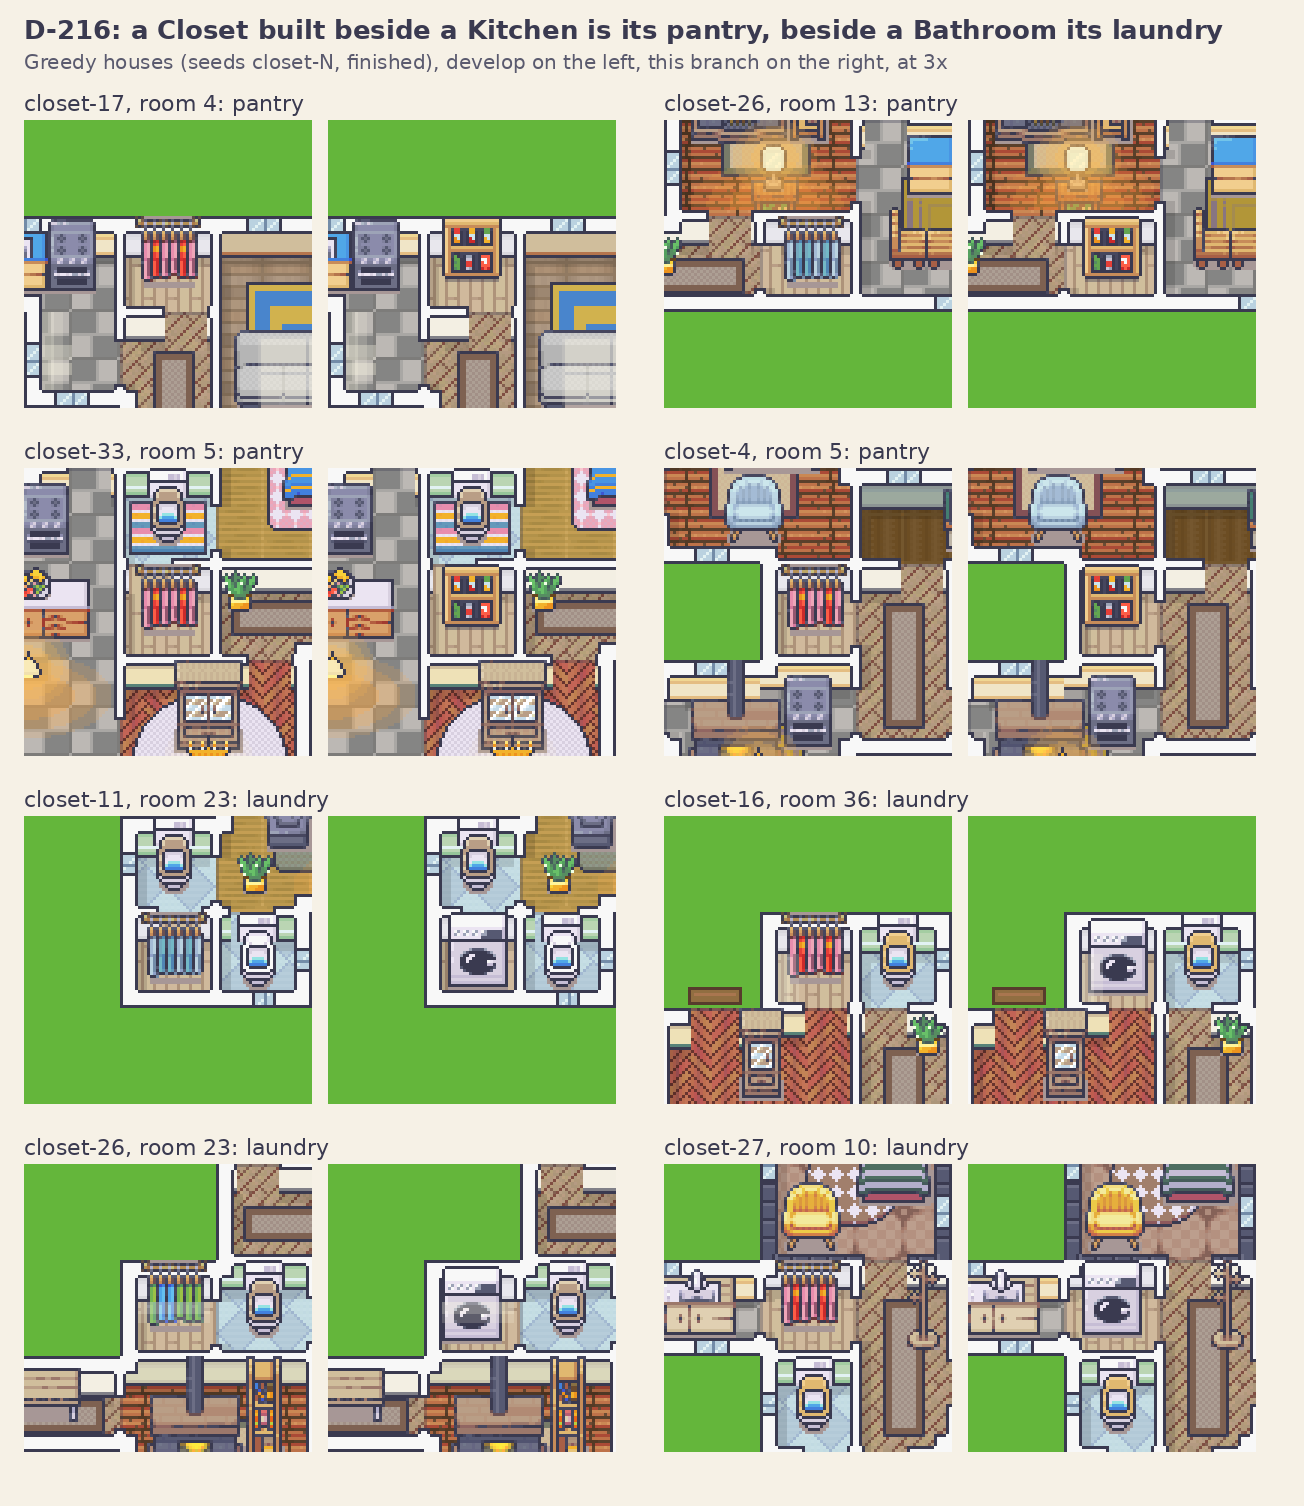 D-216: a Closet built beside a Kitchen is its pantry, beside a Bathroom its laundry
Greedy houses (seeds closet-N, finished), develop on the left, this branch on the right, at 3x
closet-17, room 4: pantry
closet-26, room 13: pantry
closet-33, room 5: pantry
closet-4, room 5: pantry
closet-11, room 23: laundry
closet-16, room 36: laundry
closet-26, room 23: laundry
closet-27, room 10: laundry